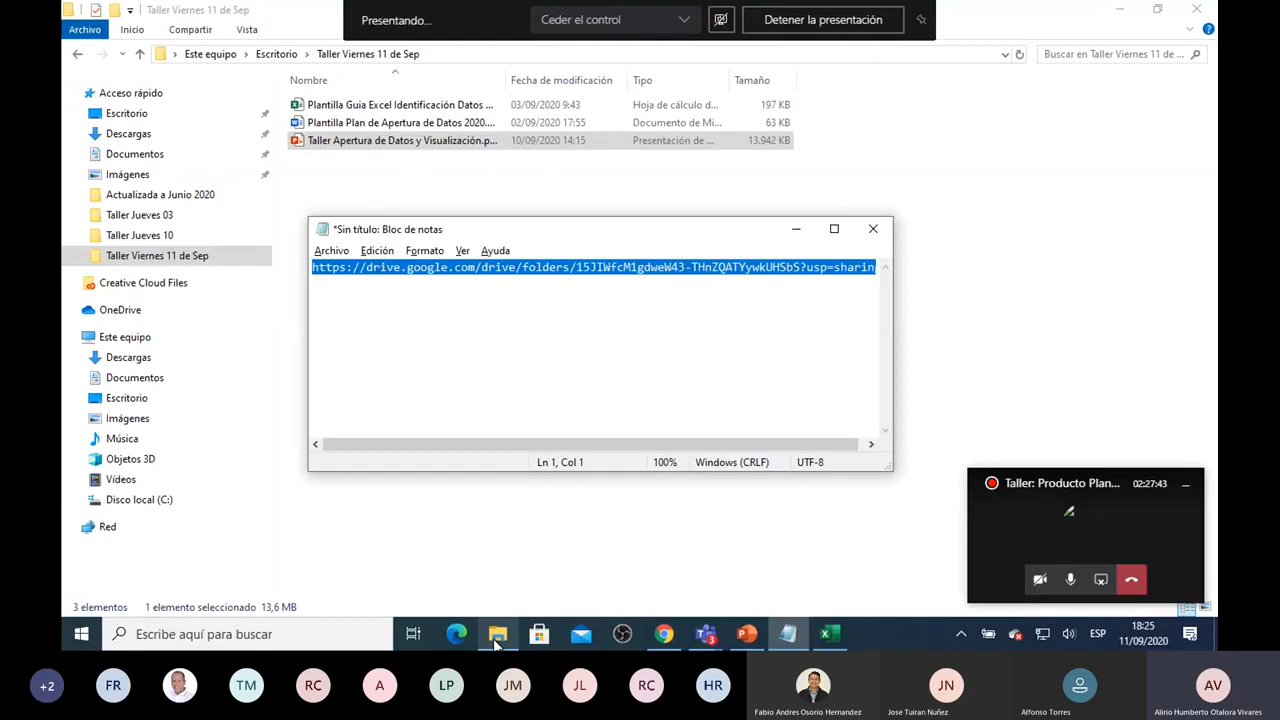 Taller Viernes 11 de Sep
Presentando...
Ceder el control
Detener la presentación
Archivo
Inicio
Compartir
Vista
Este equipo
Escritorio
Taller Viernes 11 de Sep
Buscar en Taller Viernes 11 de ...
Nombre
Fecha de modificación
Tipo
Tamaño
Plantilla Guia Excel Identificación Datos ...
03/09/2020 9:43
Hoja de cálculo d...
197 KB
Plantilla Plan de Apertura de Datos 2020....
02/09/2020 17:55
Documento de Mi...
63 KB
Taller Apertura de Datos y Visualización.p...
10/09/2020 14:15
Presentación de ...
13.942 KB
Acceso rápido
Escritorio
Descargas
Documentos
Imágenes
Actualizada a Junio 2020
Taller Jueves 03
Taller Jueves 10
Taller Viernes 11 de Sep
Creative Cloud Files
OneDrive
Este equipo
Descargas
Documentos
Escritorio
Imágenes
Música
Objetos 3D
Vídeos
Disco local (C:)
Red
*Sin título: Bloc de notas
Archivo
Edición
Formato
Ver
Ayuda
https://drive.google.com/drive/folders/15JIWfcM1gdweW43-THnZQATYywkUHSbS?usp=sharing
Ln 1, Col 1
100%
Windows (CRLF)
UTF-8
Taller: Producto Plan...
02:27:43
3 elementos
1 elemento seleccionado 13,6 MB
Escribe aquí para buscar
3
ESP
18:25
11/09/2020
+2
FR
TM
RC
A
LP
JM
JL
RC
HR
JN
AV
Fabio Andres Osorio Hernandez
Jose Tuiran Nuñez
Alfonso Torres
Alirio Humberto Otalora Vivares